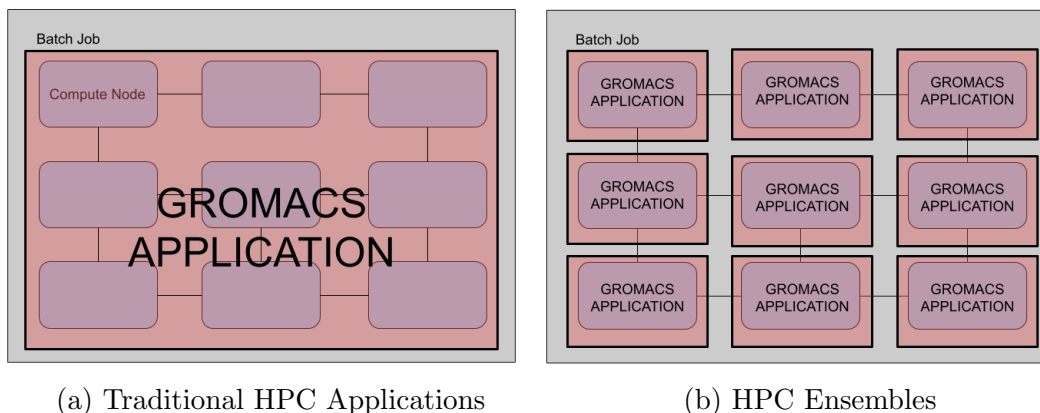 Batch Job
Compute Node
GROMACS
APPLICATION
(a) Traditional HPC Applications
Batch Job
GROMACS
APPLICATION
GROMACS
APPLICATION
GROMACS
APPLICATION
GROMACS
APPLICATION
GROMACS
APPLICATION
GROMACS
APPLICATION
GROMACS
APPLICATION
GROMACS
APPLICATION
GROMACS
APPLICATION
(b) HPC Ensembles